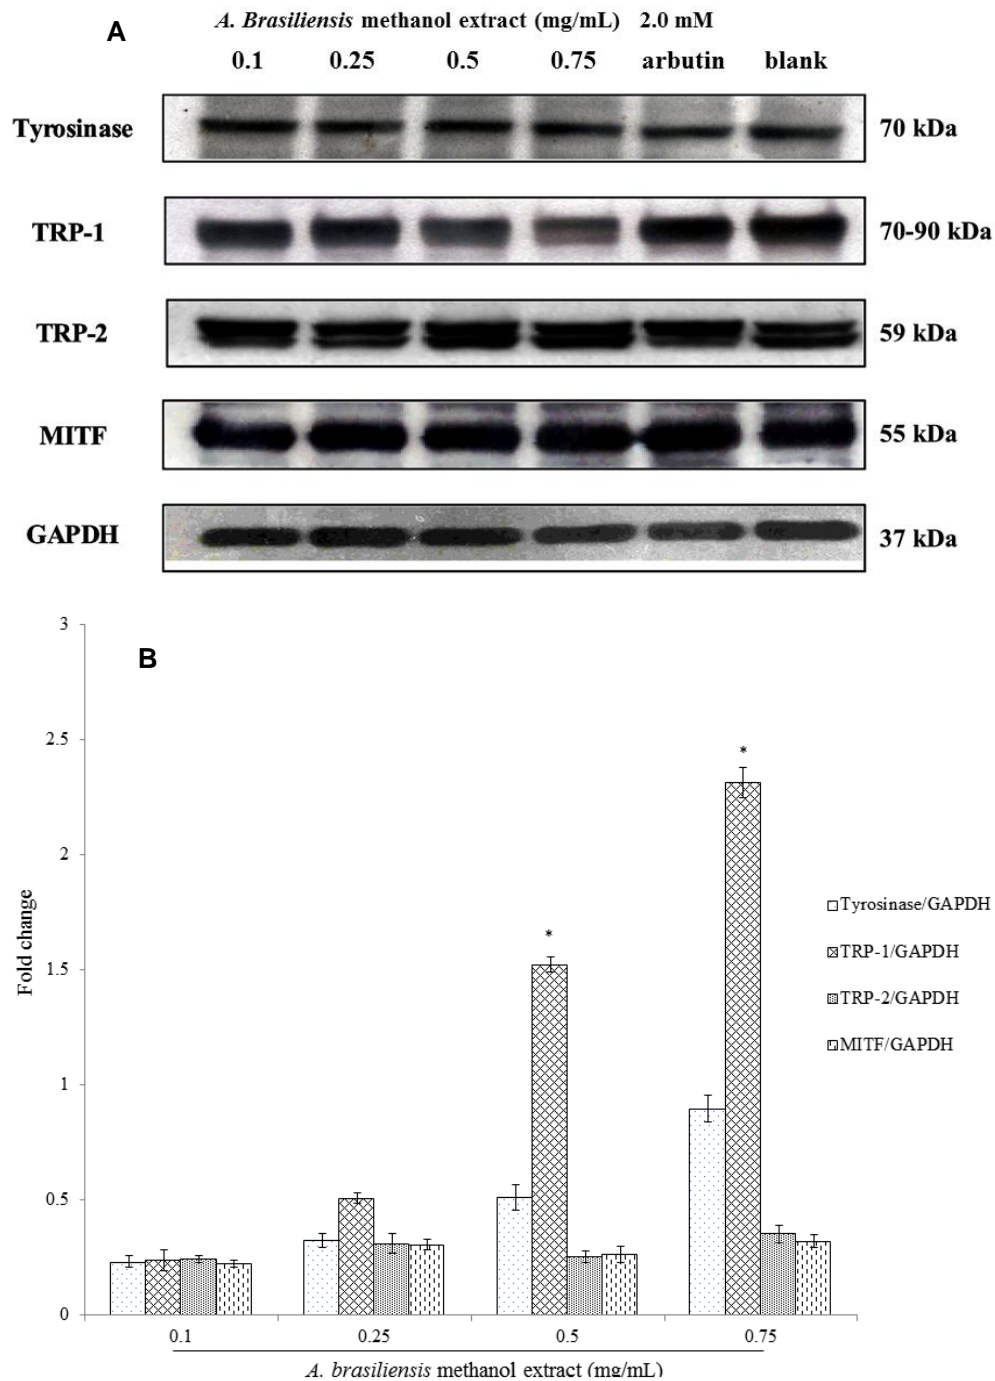 A
A. Brasiliensis methanol extract (mg/mL) 2.0 mM
0.1 0.25 0.5 0.75 arbutin blank
Tyrosinase 70 kDa
TRP-1 70-90 kDa
TRP-2 59 kDa
MITF 55 kDa
GAPDH 37 kDa
B
3
2.5
2
1.5
1
0.5
0
Fold change
*
*
Tyrosinase/GAPDH
TRP-1/GAPDH
TRP-2/GAPDH
MITF/GAPDH
0.1 0.25 0.5 0.75
A. brasiliensis methanol extract (mg/mL)